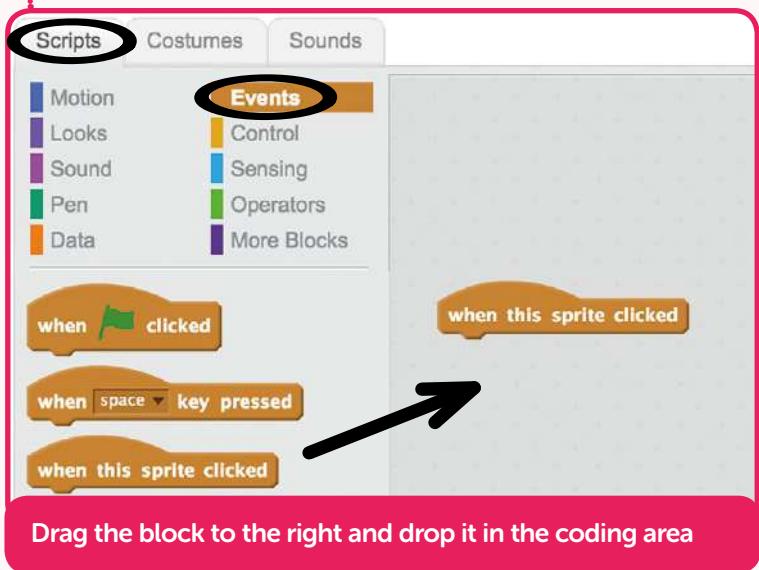 Scripts Costumes Sounds
Motion Events
Looks Control
Sound Sensing
Pen Operators
Data More Blocks
when clicked
when space key pressed
when this sprite clicked
when this sprite clicked
Drag the block to the right and drop it in the coding area